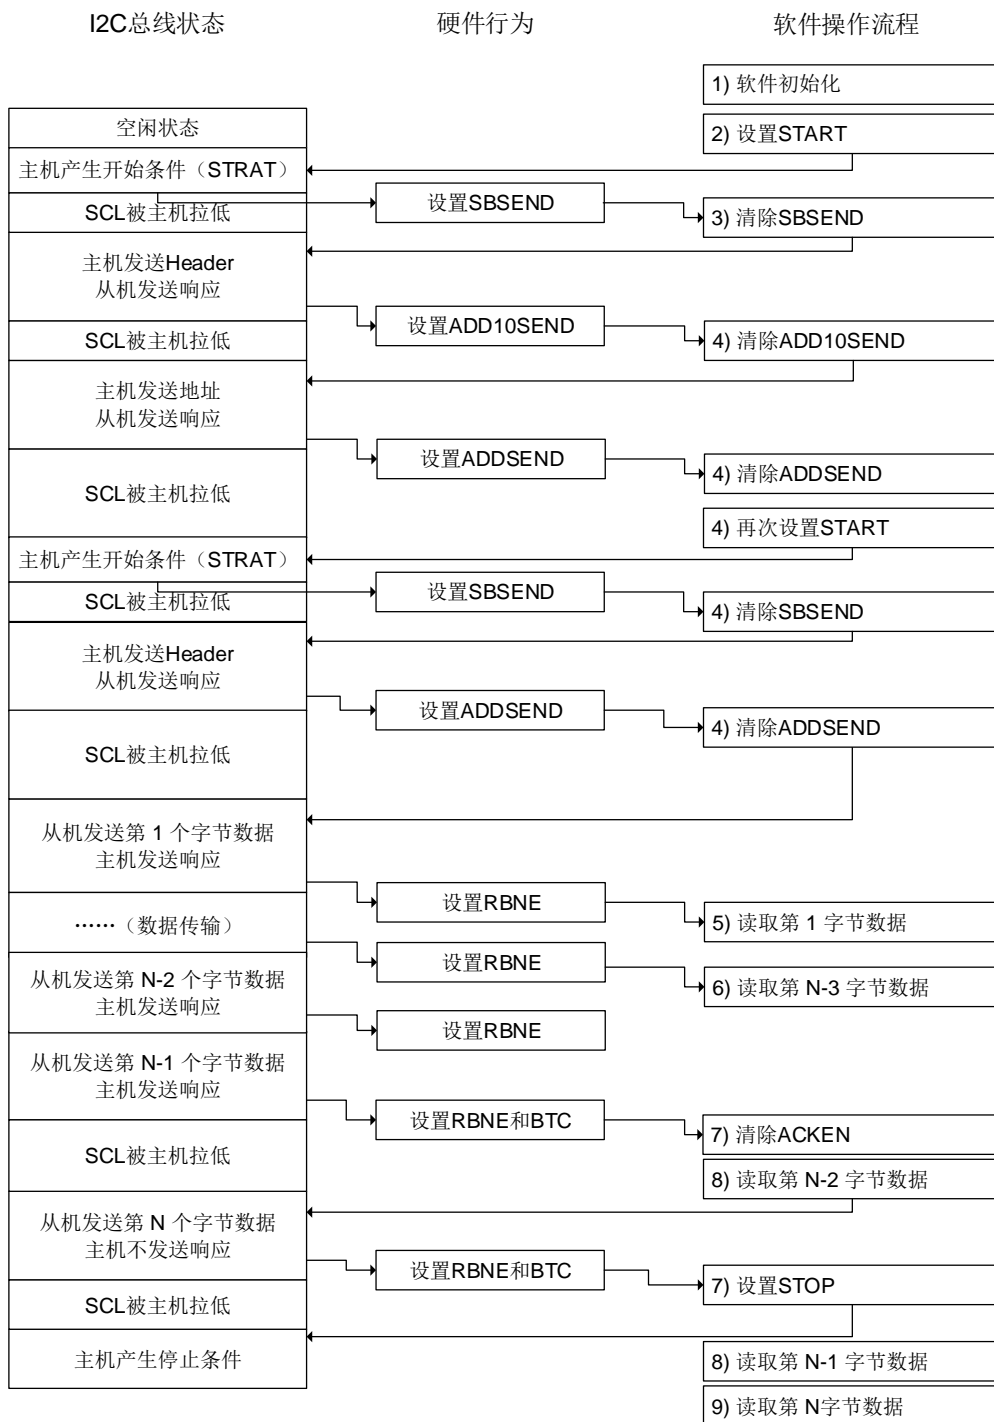 I2C总线状态
硬件行为
软件操作流程
1) 软件初始化
空闲状态
2) 设置START
主机产生开始条件（STRAT）
设置SBSEND
SCL被主机拉低
3) 清除SBSEND
主机发送Header
从机发送响应
设置ADD10SEND
SCL被主机拉低
4) 清除ADD10SEND
主机发送地址
从机发送响应
设置ADDSEND
4) 清除ADDSEND
SCL被主机拉低
4) 再次设置START
主机产生开始条件（STRAT）
设置SBSEND
SCL被主机拉低
4) 清除SBSEND
主机发送Header
从机发送响应
设置ADDSEND
4) 清除ADDSEND
SCL被主机拉低
从机发送第 1 个字节数据
主机发送响应
设置RBNE
5) 读取第 1 字节数据
……（数据传输）
设置RBNE
从机发送第 N-2 个字节数据
主机发送响应
6) 读取第 N-3 字节数据
设置RBNE
从机发送第 N-1 个字节数据
主机发送响应
设置RBNE和BTC
7) 清除ACKEN
SCL被主机拉低
8) 读取第 N-2 字节数据
从机发送第 N 个字节数据
主机不发送响应
设置RBNE和BTC
7) 设置STOP
SCL被主机拉低
主机产生停止条件
8) 读取第 N-1 字节数据
9) 读取第 N字节数据